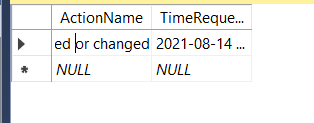 ActionName TimeReque...
ed or changed 2021-08-14 ...
NULL NULL